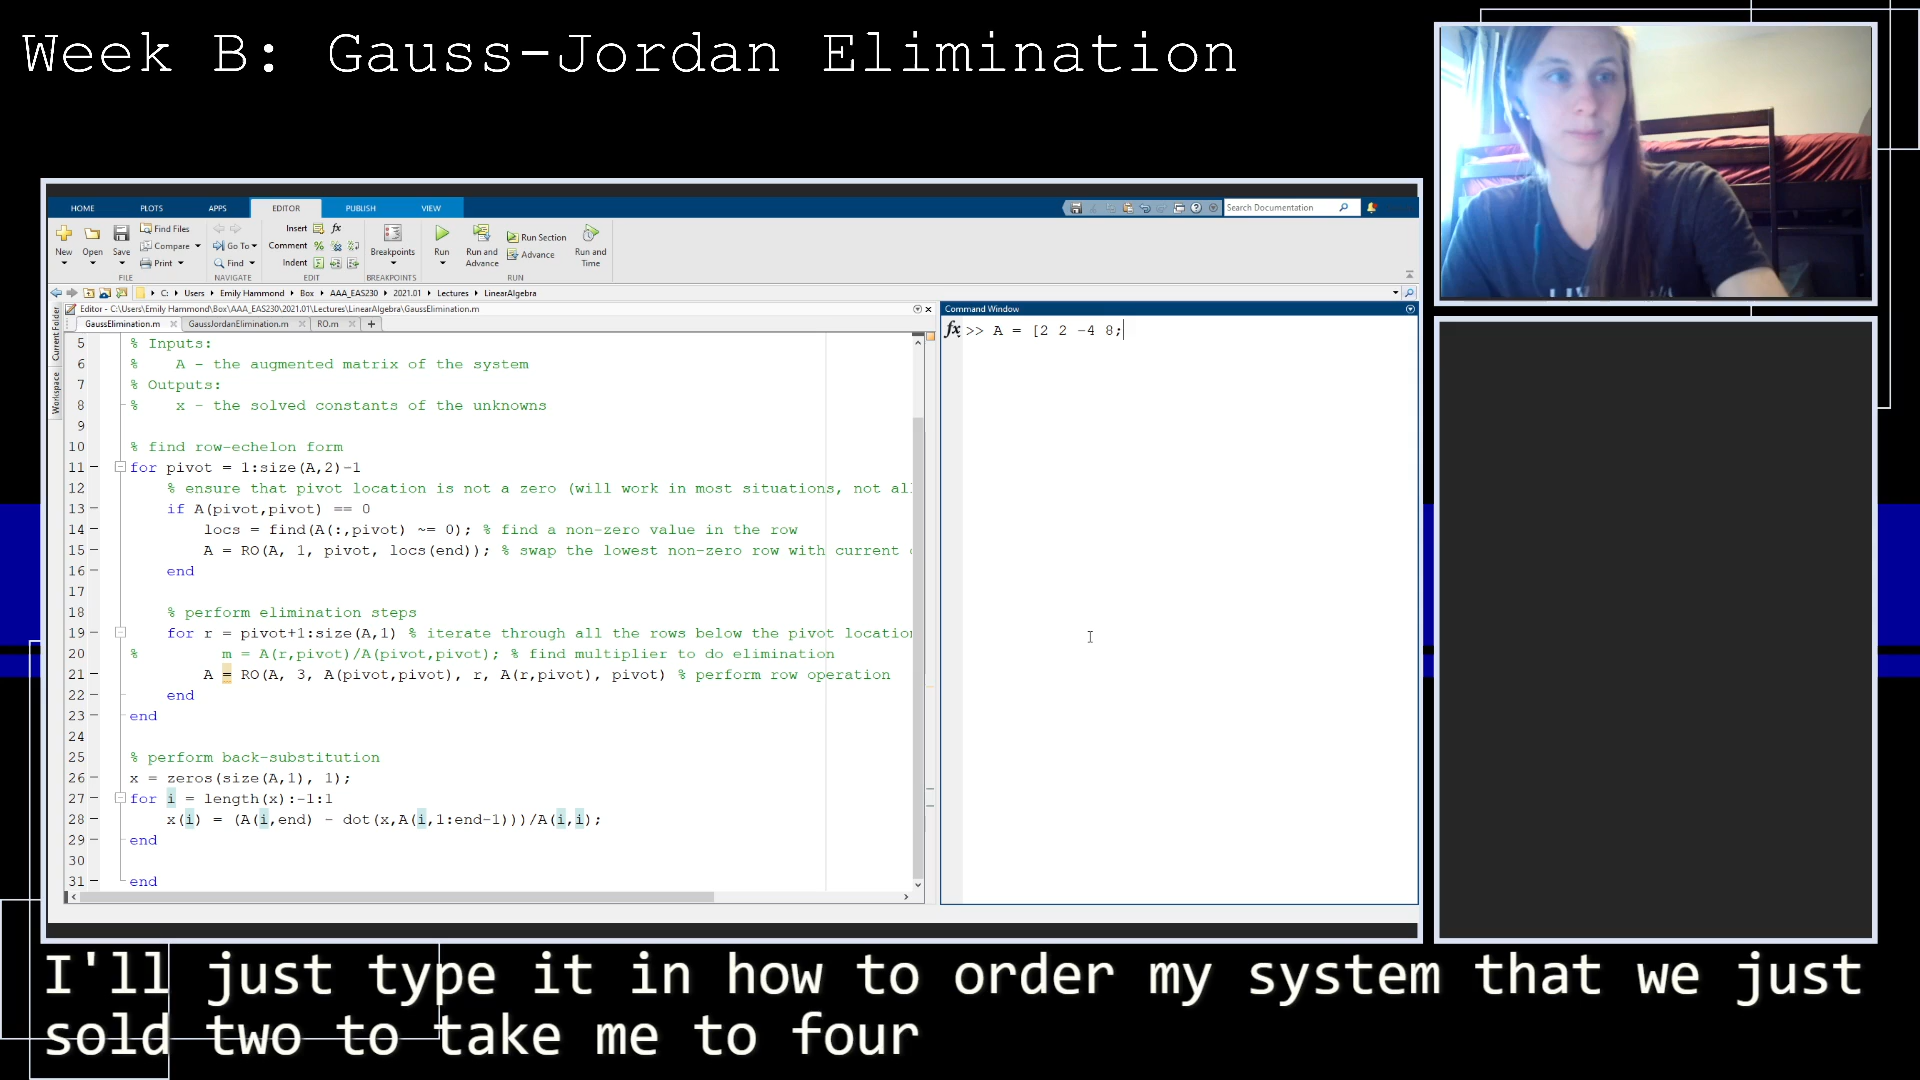 Week B: Gauss-Jordan Elimination
HOME PLOTS APPS EDITOR PUBLISH VIEW
Search Documentation
New Open Save
Find Files
Compare
Print
Go To
Find
Insert fx
Comment
Indent
Breakpoints
Run
Run and Advance
Run Section
Advance
Run and Time
FILE NAVIGATE EDIT BREAKPOINTS RUN
C: Users Emily Hammond Box AAA_EAS230 2021.01 Lectures LinearAlgebra
Current Folder
Workspace
Editor - C:\Users\Emily Hammond\Box\AAA_EAS230\2021.01\Lectures\LinearAlgebra\GaussElimination.m
GaussElimination.m GaussJordanElimination.m RO.m +
5 % Inputs:
6 % A - the augmented matrix of the system
7 % Outputs:
8 % x - the solved constants of the unknowns
9
10 % find row-echelon form
11 for pivot = 1:size(A,2)-1
12 % ensure that pivot location is not a zero (will work in most situations, not al
13 if A(pivot,pivot) == 0
14 locs = find(A(:,pivot) ~= 0); % find a non-zero value in the row
15 A = RO(A, 1, pivot, locs(end)); % swap the lowest non-zero row with current
16 end
17
18 % perform elimination steps
19 for r = pivot+1:size(A,1) % iterate through all the rows below the pivot locatio
20 % m = A(r,pivot)/A(pivot,pivot); % find multiplier to do elimination
21 A = RO(A, 3, A(pivot,pivot), r, A(r,pivot), pivot) % perform row operation
22 end
23 end
24
25 % perform back-substitution
26 x = zeros(size(A,1), 1);
27 for i = length(x):-1:1
28 x(i) = (A(i,end) - dot(x,A(i,1:end-1)))/A(i,i);
29 end
30
31 end
Command Window
fx >> A = [2 2 -4 8;
I'll just type it in how to order my system that we just
sold two to take me to four